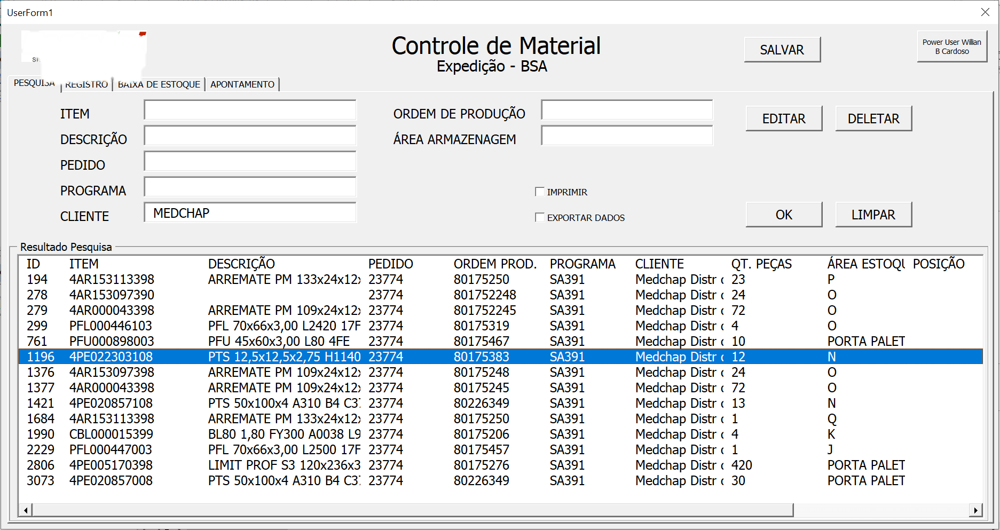 UserForm1
Controle de Material
Expedição - BSA
SALVAR
Power User Willian
B Cardoso
PESQUISA REGISTRO BAIXA DE ESTOQUE APONTAMENTO
ITEM ORDEM DE PRODUÇÃO EDITAR DELETAR
DESCRIÇÃO ÁREA ARMAZENAGEM
PEDIDO
PROGRAMA IMPRIMIR
CLIENTE MEDCHAP EXPORTAR DADOS OK LIMPAR
Resultado Pesquisa
ID ITEM DESCRIÇÃO PEDIDO ORDEM PROD. PROGRAMA CLIENTE QT. PEÇAS ÁREA ESTOQU POSIÇÃO
194 4AR153113398 ARREMATE PM 133x24x12x 23774 80175250 SA391 Medchap Distr c 23 P
278 4AR153097390 23774 801752248 SA391 Medchap Distr c 24 O
279 4AR000043398 ARREMATE PM 109x24x12x 23774 801752245 SA391 Medchap Distr c 72 O
299 PFL000446103 PFL 70x66x3,00 L2420 17F 23774 80175319 SA391 Medchap Distr c 4 O
761 PFU000898003 PFU 45x60x3,00 L80 4FE 23774 80175467 SA391 Medchap Distr c 10 PORTA PALET
1196 4PE022303108 PTS 12,5x12,5x2,75 H1140 23774 80175383 SA391 Medchap Distr c 12 N
1376 4AR153097398 ARREMATE PM 109x24x12x 23774 80175248 SA391 Medchap Distr c 24 O
1377 4AR000043398 ARREMATE PM 109x24x12x 23774 80175245 SA391 Medchap Distr c 72 O
1421 4PE020857108 PTS 50x100x4 A310 B4 C37 23774 80226349 SA391 Medchap Distr c 13 N
1684 4AR153113398 ARREMATE PM 133x24x12x 23774 80175250 SA391 Medchap Distr c 1 Q
1990 CBL000015399 BL80 1,80 FY300 A0038 L9 23774 80175206 SA391 Medchap Distr c 4 K
2229 PFL000447003 PFL 70x66x3,00 L2500 17F 23774 80175457 SA391 Medchap Distr c 1 J
2806 4PE005170398 LIMIT PROF S3 120x236x3 23774 80175276 SA391 Medchap Distr c 420 PORTA PALET
3073 4PE020857008 PTS 50x100x4 A310 B4 C37 23774 80226349 SA391 Medchap Distr c 30 PORTA PALET